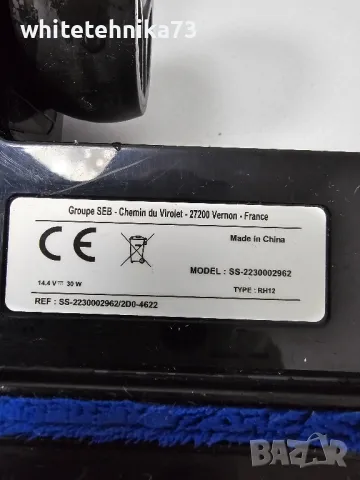 whitetehnika73
Groupe SEB - Chemin du Virolet - 27200 Vernon - France
CE
Made in China
MODEL : SS-2230002962
14.4 V ⎓ 30 W
TYPE : RH12
REF : SS-2230002962/2D0-4622
BAZAR